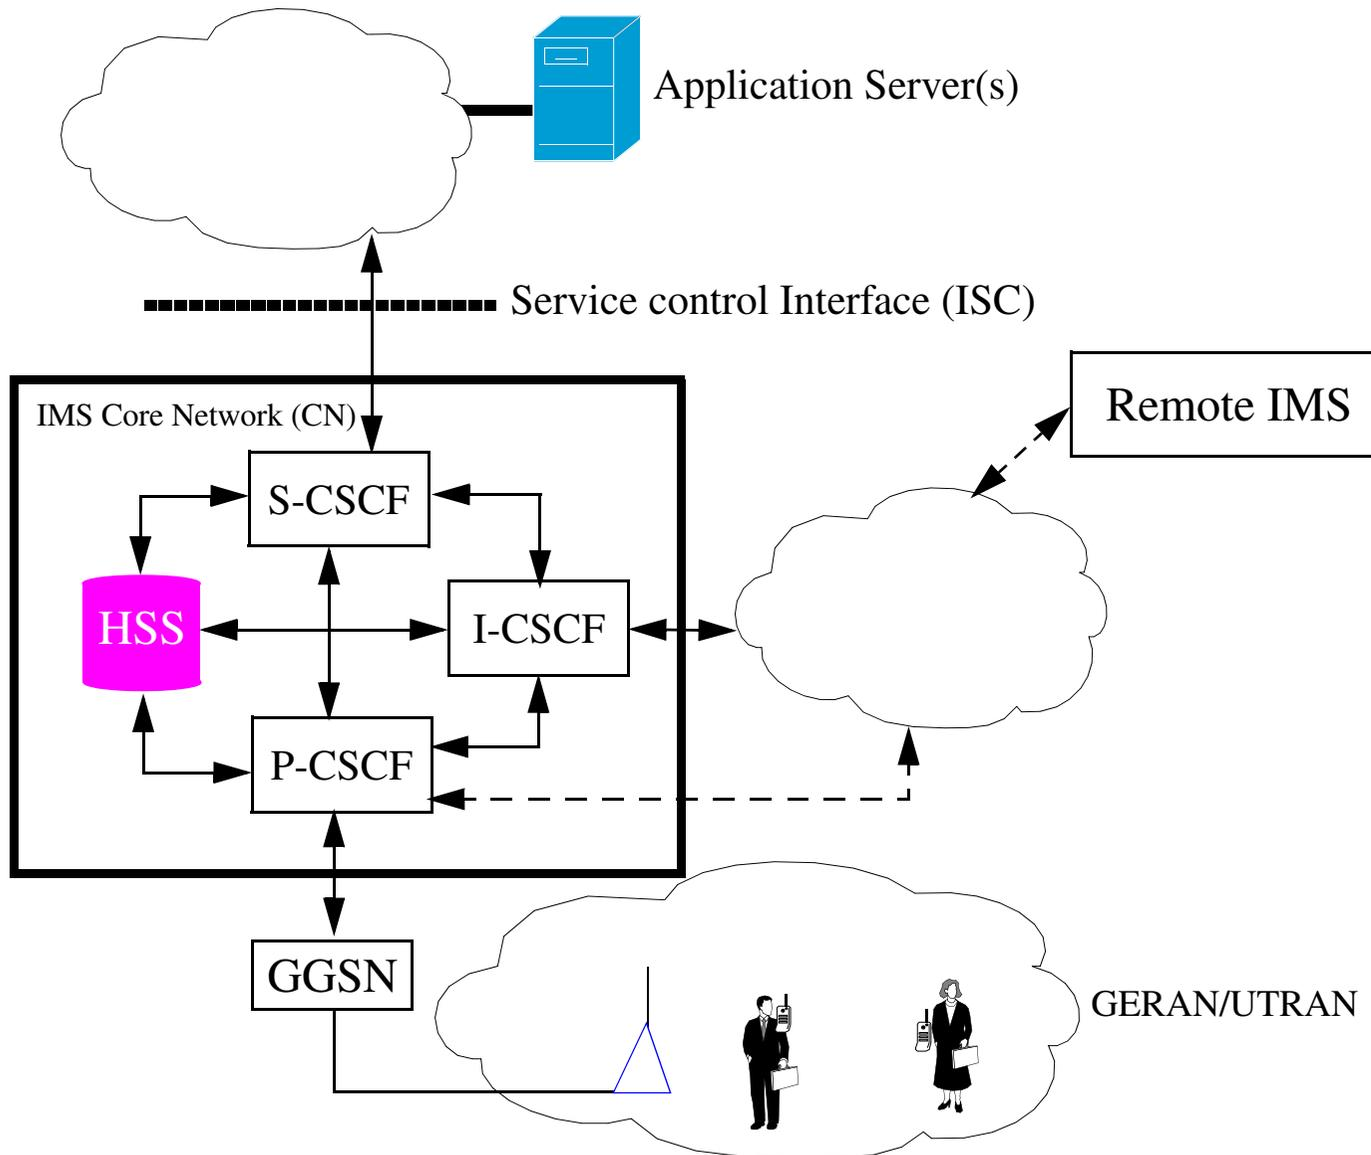 Application Server(s)
Service control Interface (ISC)
Remote IMS
IMS Core Network (CN)
S-CSCF
HSS
I-CSCF
P-CSCF
GGSN
GERAN/UTRAN